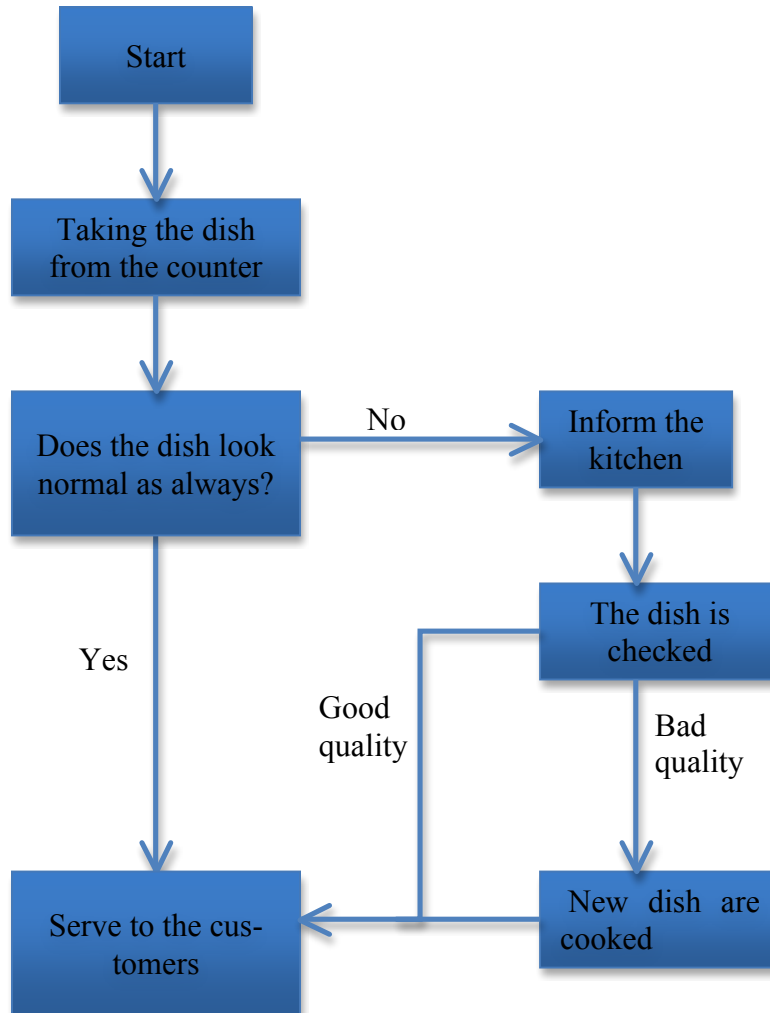 Start
Taking the dish
from the counter
Does the dish look
normal as always?
No
Inform the
kitchen
The dish is
checked
Yes
Good
quality
Bad
quality
Serve to the cus-
tomers
New dish are
cooked